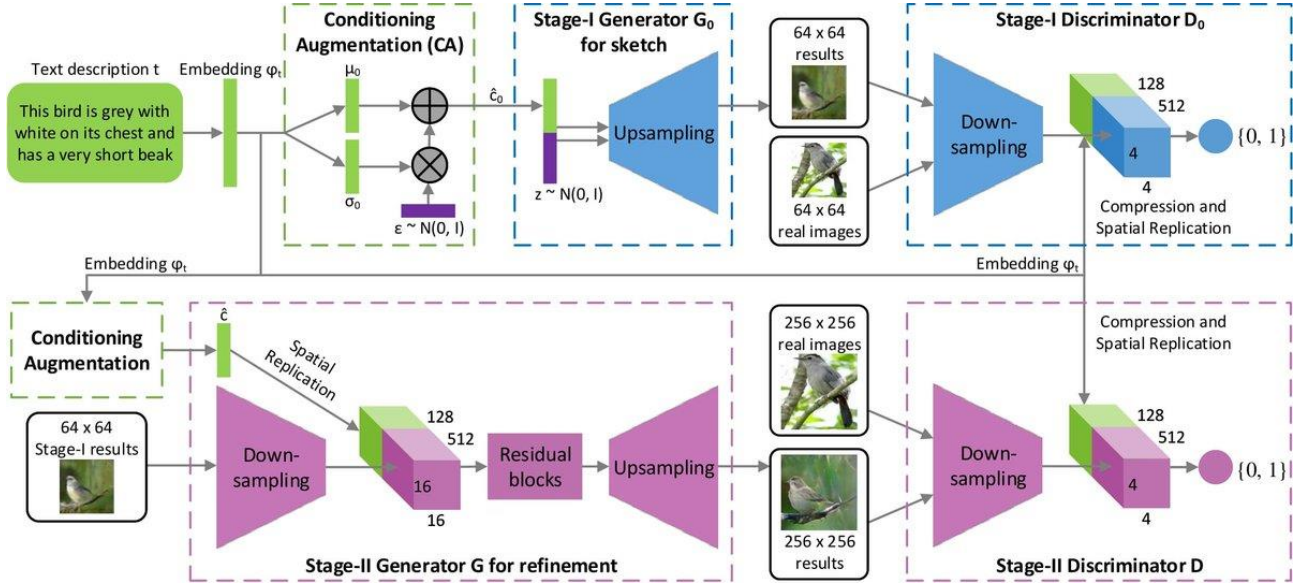 Text description t
This bird is grey with
white on its chest and
has a very short beak
Embedding φₜ
Conditioning
Augmentation (CA)
μ₀
σ₀
ε ~ N(0, I)
ĉ₀
Stage-I Generator G₀
for sketch
z ~ N(0, I)
Upsampling
64 x 64
results
64 x 64
real images
Stage-I Discriminator D₀
Down-
sampling
128
512
4
4
{0, 1}
Compression and
Spatial Replication
Embedding φₜ
Embedding φₜ
Conditioning
Augmentation
64 x 64
Stage-I results
ĉ
Spatial
Replication
Down-
sampling
128
512
16
16
Residual
blocks
Upsampling
Stage-II Generator G for refinement
256 x 256
real images
256 x 256
results
Compression and
Spatial Replication
Down-
sampling
128
512
4
4
{0, 1}
Stage-II Discriminator D